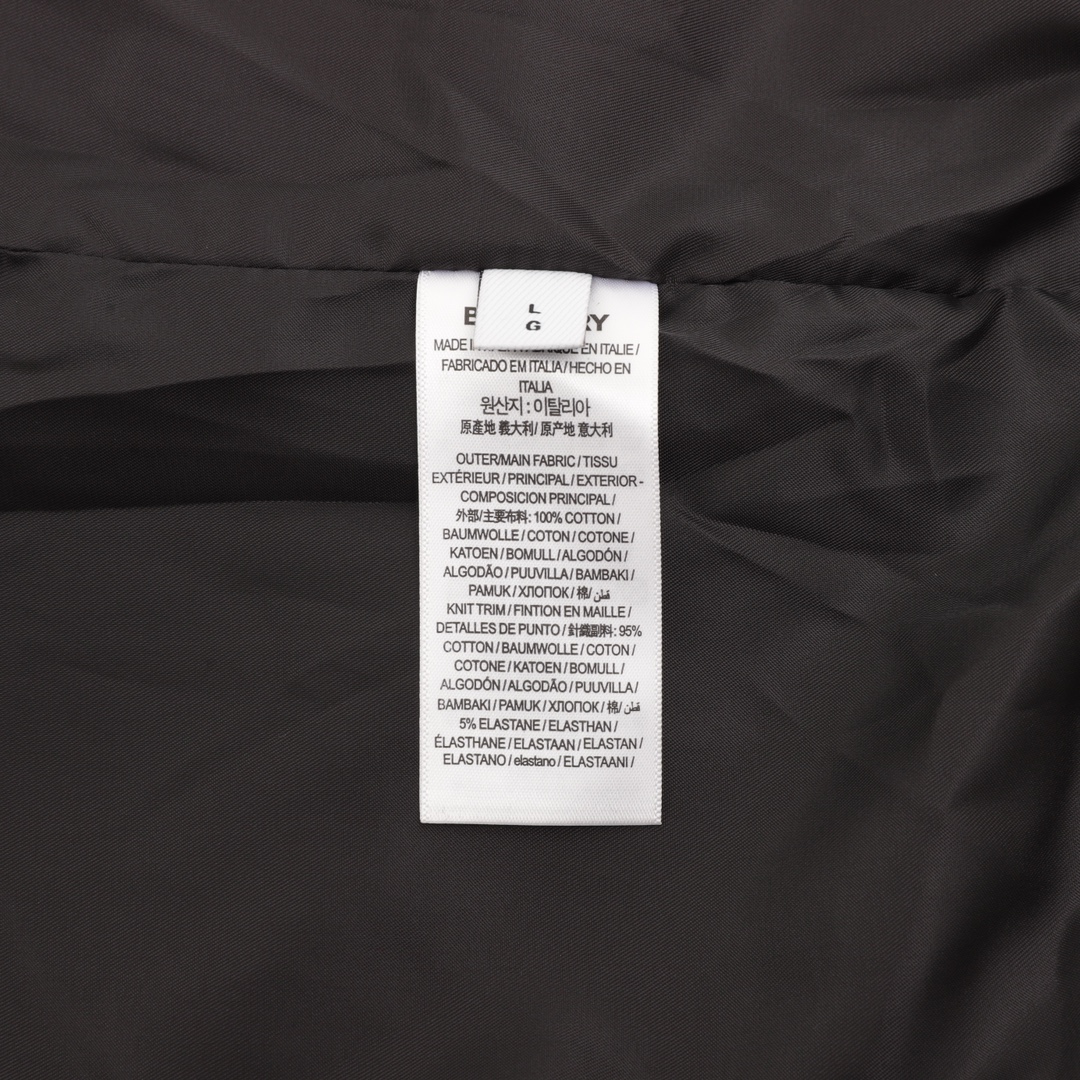 L
G
MADE EN ITALIE /
FABRICADO EM ITALIA / HECHO EN
ITALIA
원산지 : 이탈리아
原產地 義大利/ 原产地 意大利
OUTER/MAIN FABRIC / TISSU
EXTÉRIEUR / PRINCIPAL / EXTERIOR -
COMPOSICION PRINCIPAL /
外部/主要布料: 100% COTTON /
BAUMWOLLE / COTON / COTONE /
KATOEN / BOMULL / ALGODÓN /
ALGODÃO / PUUVILLA / BAMBAKI /
PAMUK / ХЛОПОК / 棉/ قطن
KNIT TRIM / FINTION EN MAILLE /
DETALLES DE PUNTO / 針織副料: 95%
COTTON / BAUMWOLLE / COTON /
COTONE / KATOEN / BOMULL /
ALGODÓN / ALGODÃO / PUUVILLA /
BAMBAKI / PAMUK / ХЛОПОК / 棉/ قطن
5% ELASTANE / ELASTHAN /
ÉLASTHANE / ELASTAAN / ELASTAN /
ELASTANO / elastano / ELASTAANI /